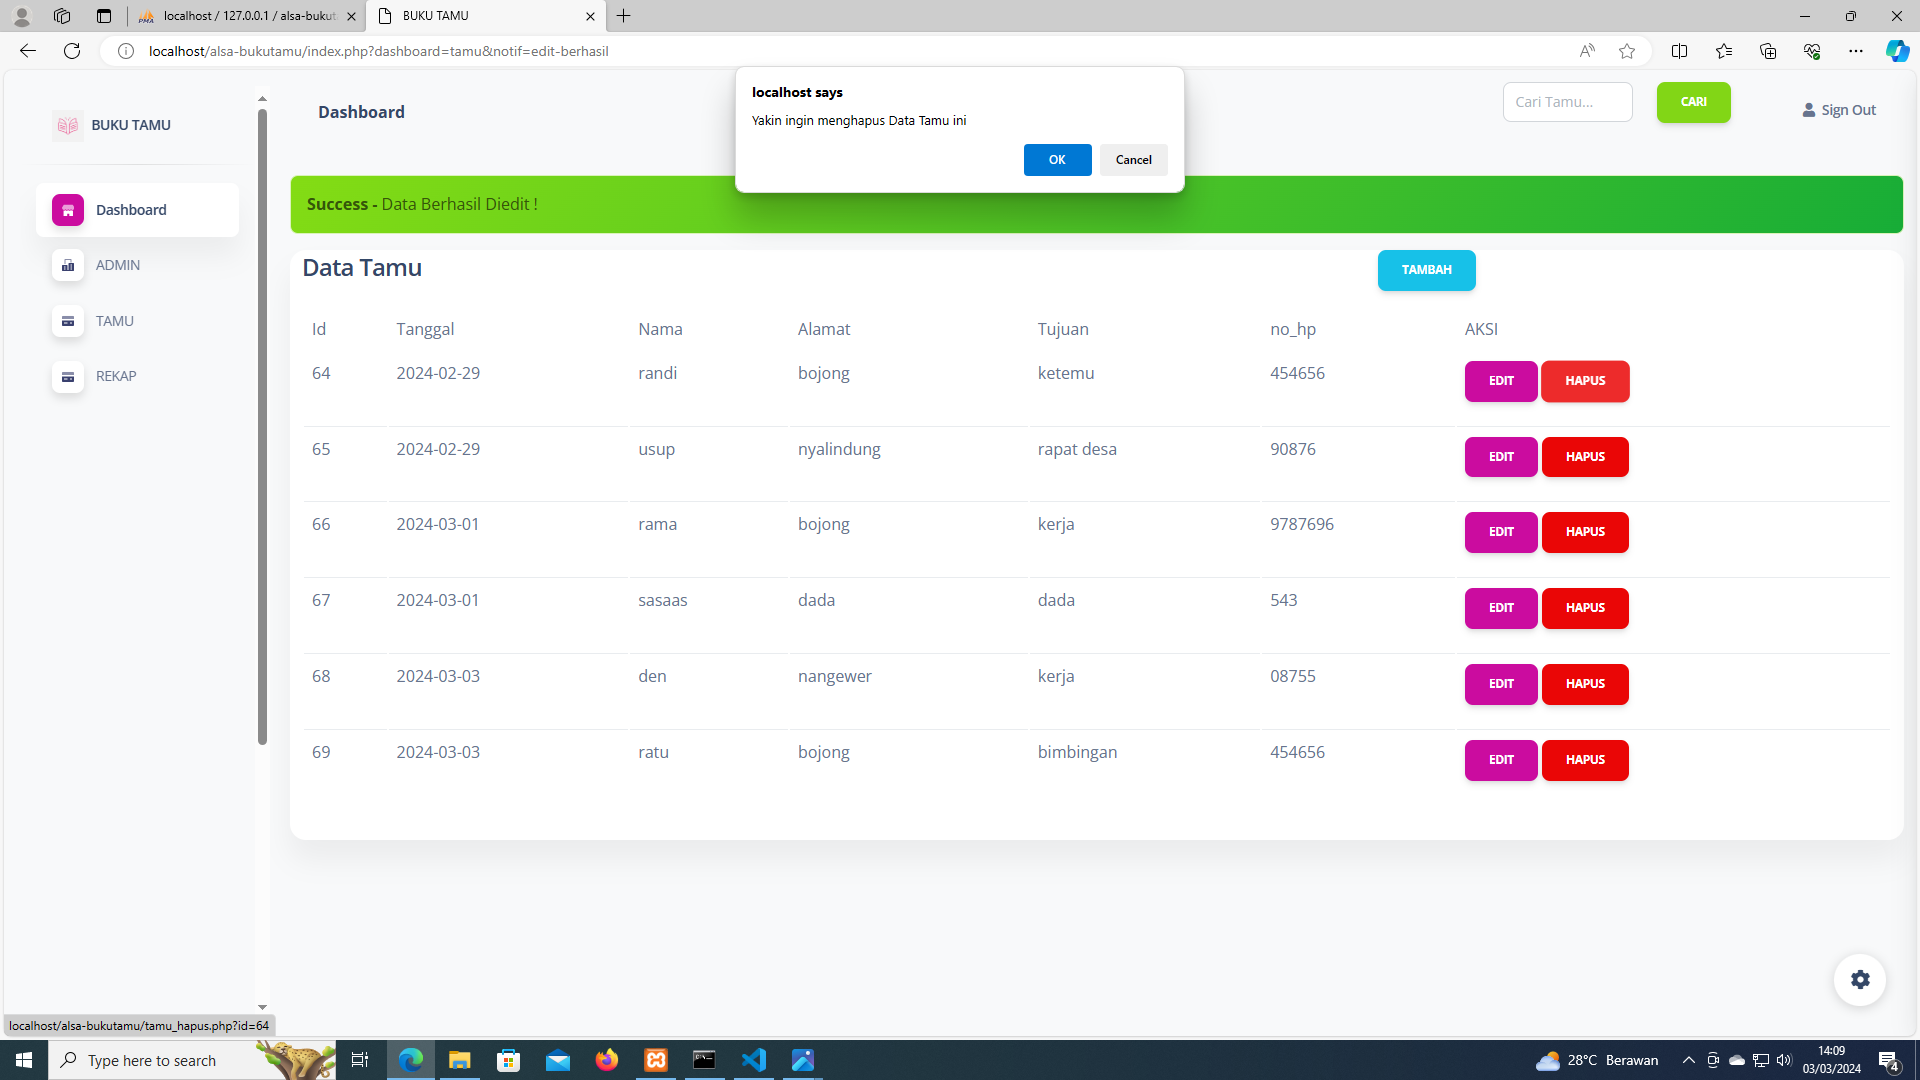 localhost / 127.0.0.1 / alsa-bukut
BUKU TAMU
localhost/alsa-bukutamu/index.php?dashboard=tamu&notif=edit-berhasil
localhost says
Yakin ingin menghapus Data Tamu ini
OK
Cancel
BUKU TAMU
Dashboard
Cari Tamu...
CARI
Sign Out
Dashboard
ADMIN
TAMU
REKAP
Success - Data Berhasil Diedit !
Data Tamu
TAMBAH
Id Tanggal Nama Alamat Tujuan no_hp AKSI
64 2024-02-29 randi bojong ketemu 454656 EDIT HAPUS
65 2024-02-29 usup nyalindung rapat desa 90876 EDIT HAPUS
66 2024-03-01 rama bojong kerja 9787696 EDIT HAPUS
67 2024-03-01 sasaas dada dada 543 EDIT HAPUS
68 2024-03-03 den nangewer kerja 08755 EDIT HAPUS
69 2024-03-03 ratu bojong bimbingan 454656 EDIT HAPUS
localhost/alsa-bukutamu/tamu_hapus.php?id=64
Type here to search
28°C Berawan
14:09
03/03/2024
4